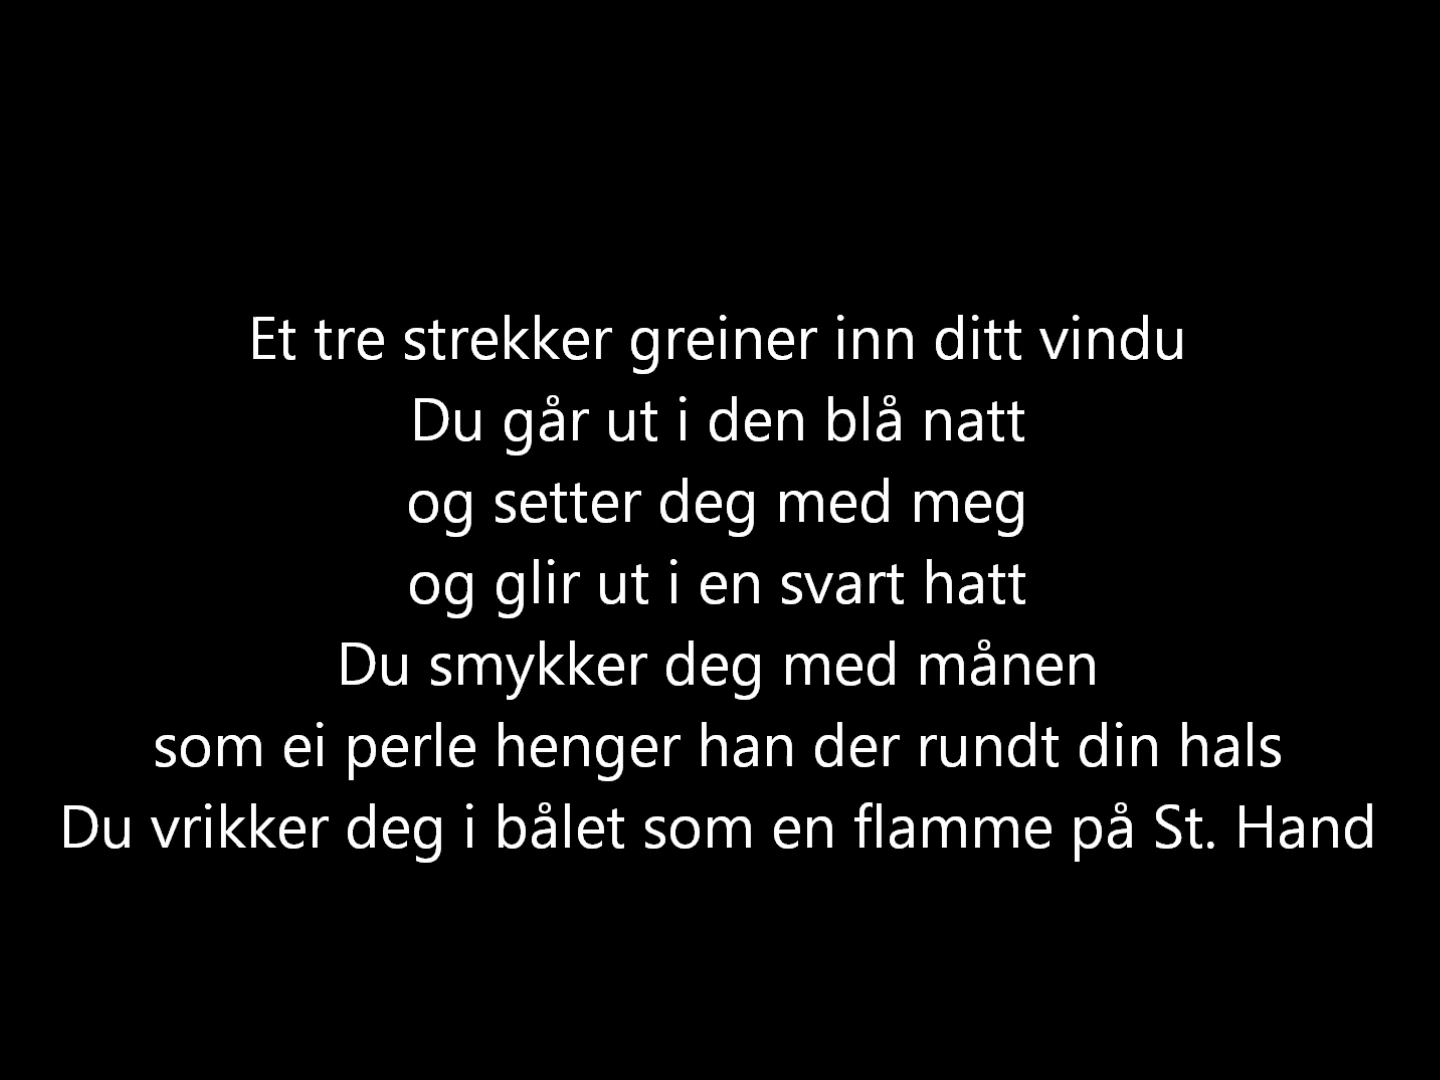 Et tre strekker greiner inn ditt vindu
Du går ut i den blå natt
og setter deg med meg
og glir ut i en svart hatt
Du smykker deg med månen
som ei perle henger han der rundt din hals
Du vrikker deg i bålet som en flamme på St. Hand